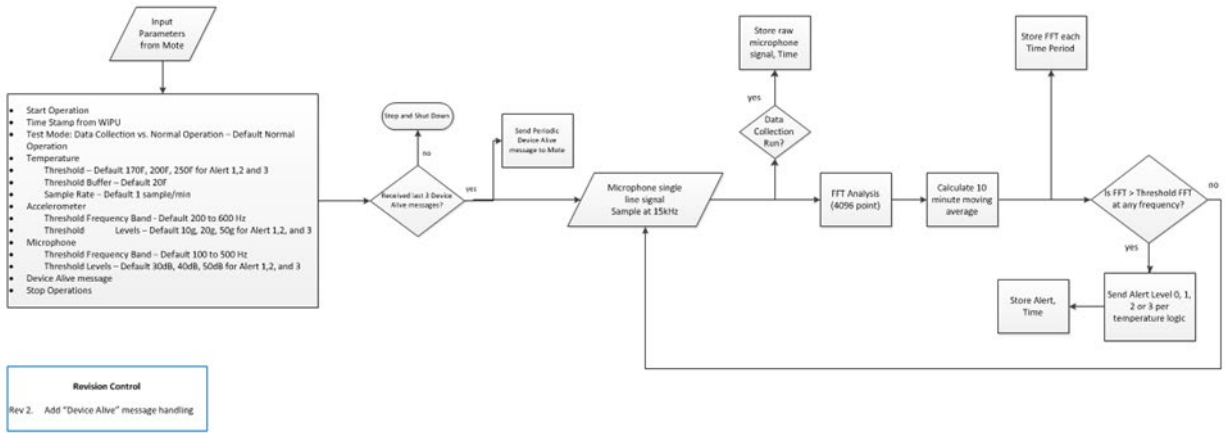 Input
Parameters
from Mote
Start Operation
Time Stamp from WiPU
Test Mode: Data Collection vs. Normal Operation – Default Normal
Operation
Temperature
Threshold – Default 170F, 200F, 250F for Alert 1,2 and 3
Threshold Buffer – Default 20F
Sample Rate – Default 1 sample/min
Accelerometer
Threshold Frequency Band - Default 200 to 600 Hz
Threshold Levels – Default 10g, 20g, 50g for Alert 1,2, and 3
Microphone
Threshold Frequency Band – Default 100 to 500 Hz
Threshold Levels – Default 30dB, 40dB, 50dB for Alert 1,2, and 3
Device Alive message
Stop Operations
Stop and Shut Down
no
Received last 3 Device
Alive messages?
yes
Send Periodic
Device Alive
message to Mote
Microphone single
line signal
Sample at 15kHz
Store raw
microphone
signal, Time
yes
Data
Collection
Run?
FFT Analysis
(4096 point)
Calculate 10
minute moving
average
Store FFT each
Time Period
Is FFT > Threshold FFT
at any frequency?
no
yes
Send Alert Level 0, 1,
2 or 3 per
temperature logic
Store Alert,
Time
Revision Control
Rev 2. Add "Device Alive" message handling